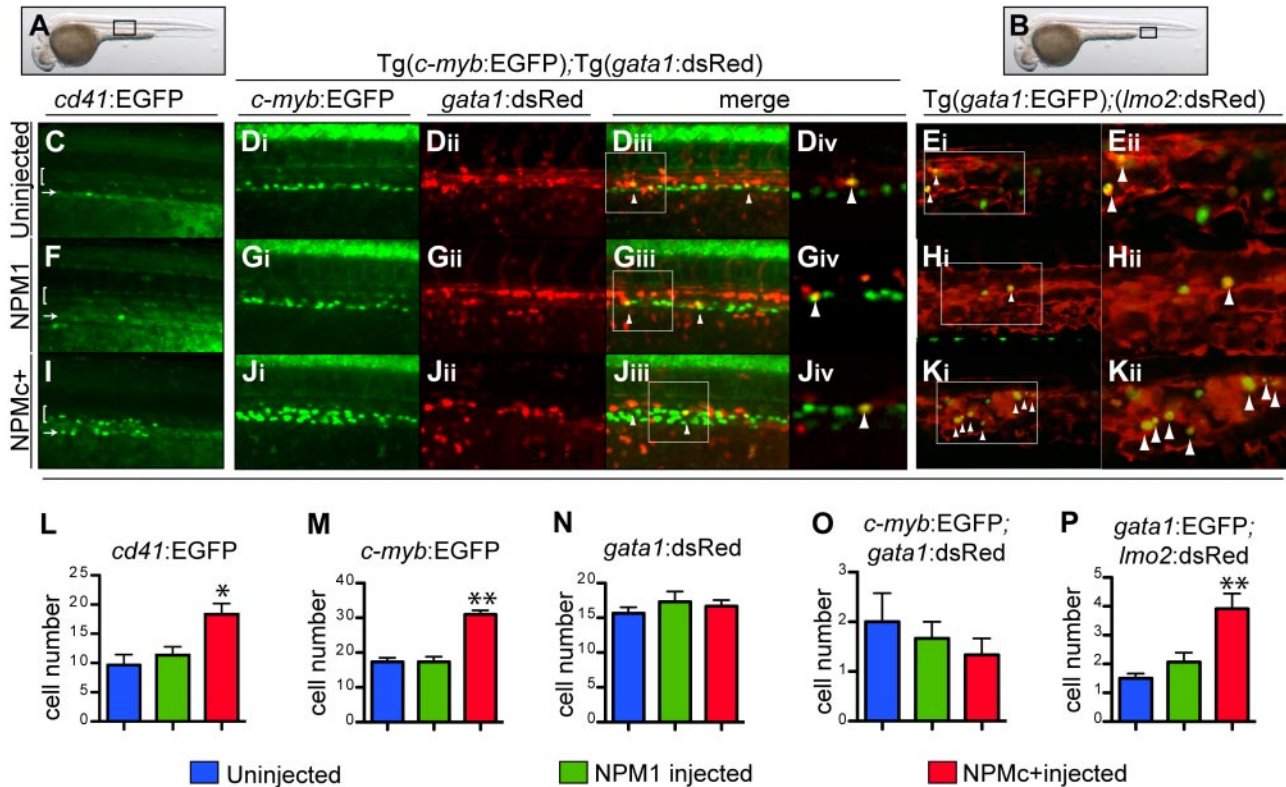 A
B
Tg(c-myb:EGFP);Tg(gata1:dsRed)
cd41:EGFP
c-myb:EGFP
gata1:dsRed
merge
Tg(gata1:EGFP);(lmo2:dsRed)
Uninjected
C
Di
Dii
Diii
Div
Ei
Eii
NPM1
F
Gi
Gii
Giii
Giv
Hi
Hii
NPMc+
I
Ji
Jii
Jiii
Jiv
Ki
Kii
L
cd41:EGFP
cell number
25
20
15
10
5
0
*
M
c-myb:EGFP
cell number
40
30
20
10
0
**
N
gata1:dsRed
cell number
20
15
10
5
0
O
c-myb:EGFP;
gata1:dsRed
cell number
3
2
1
0
P
gata1:EGFP;
lmo2:dsRed
cell number
5
4
3
2
1
0
**
Uninjected
NPM1 injected
NPMc+injected